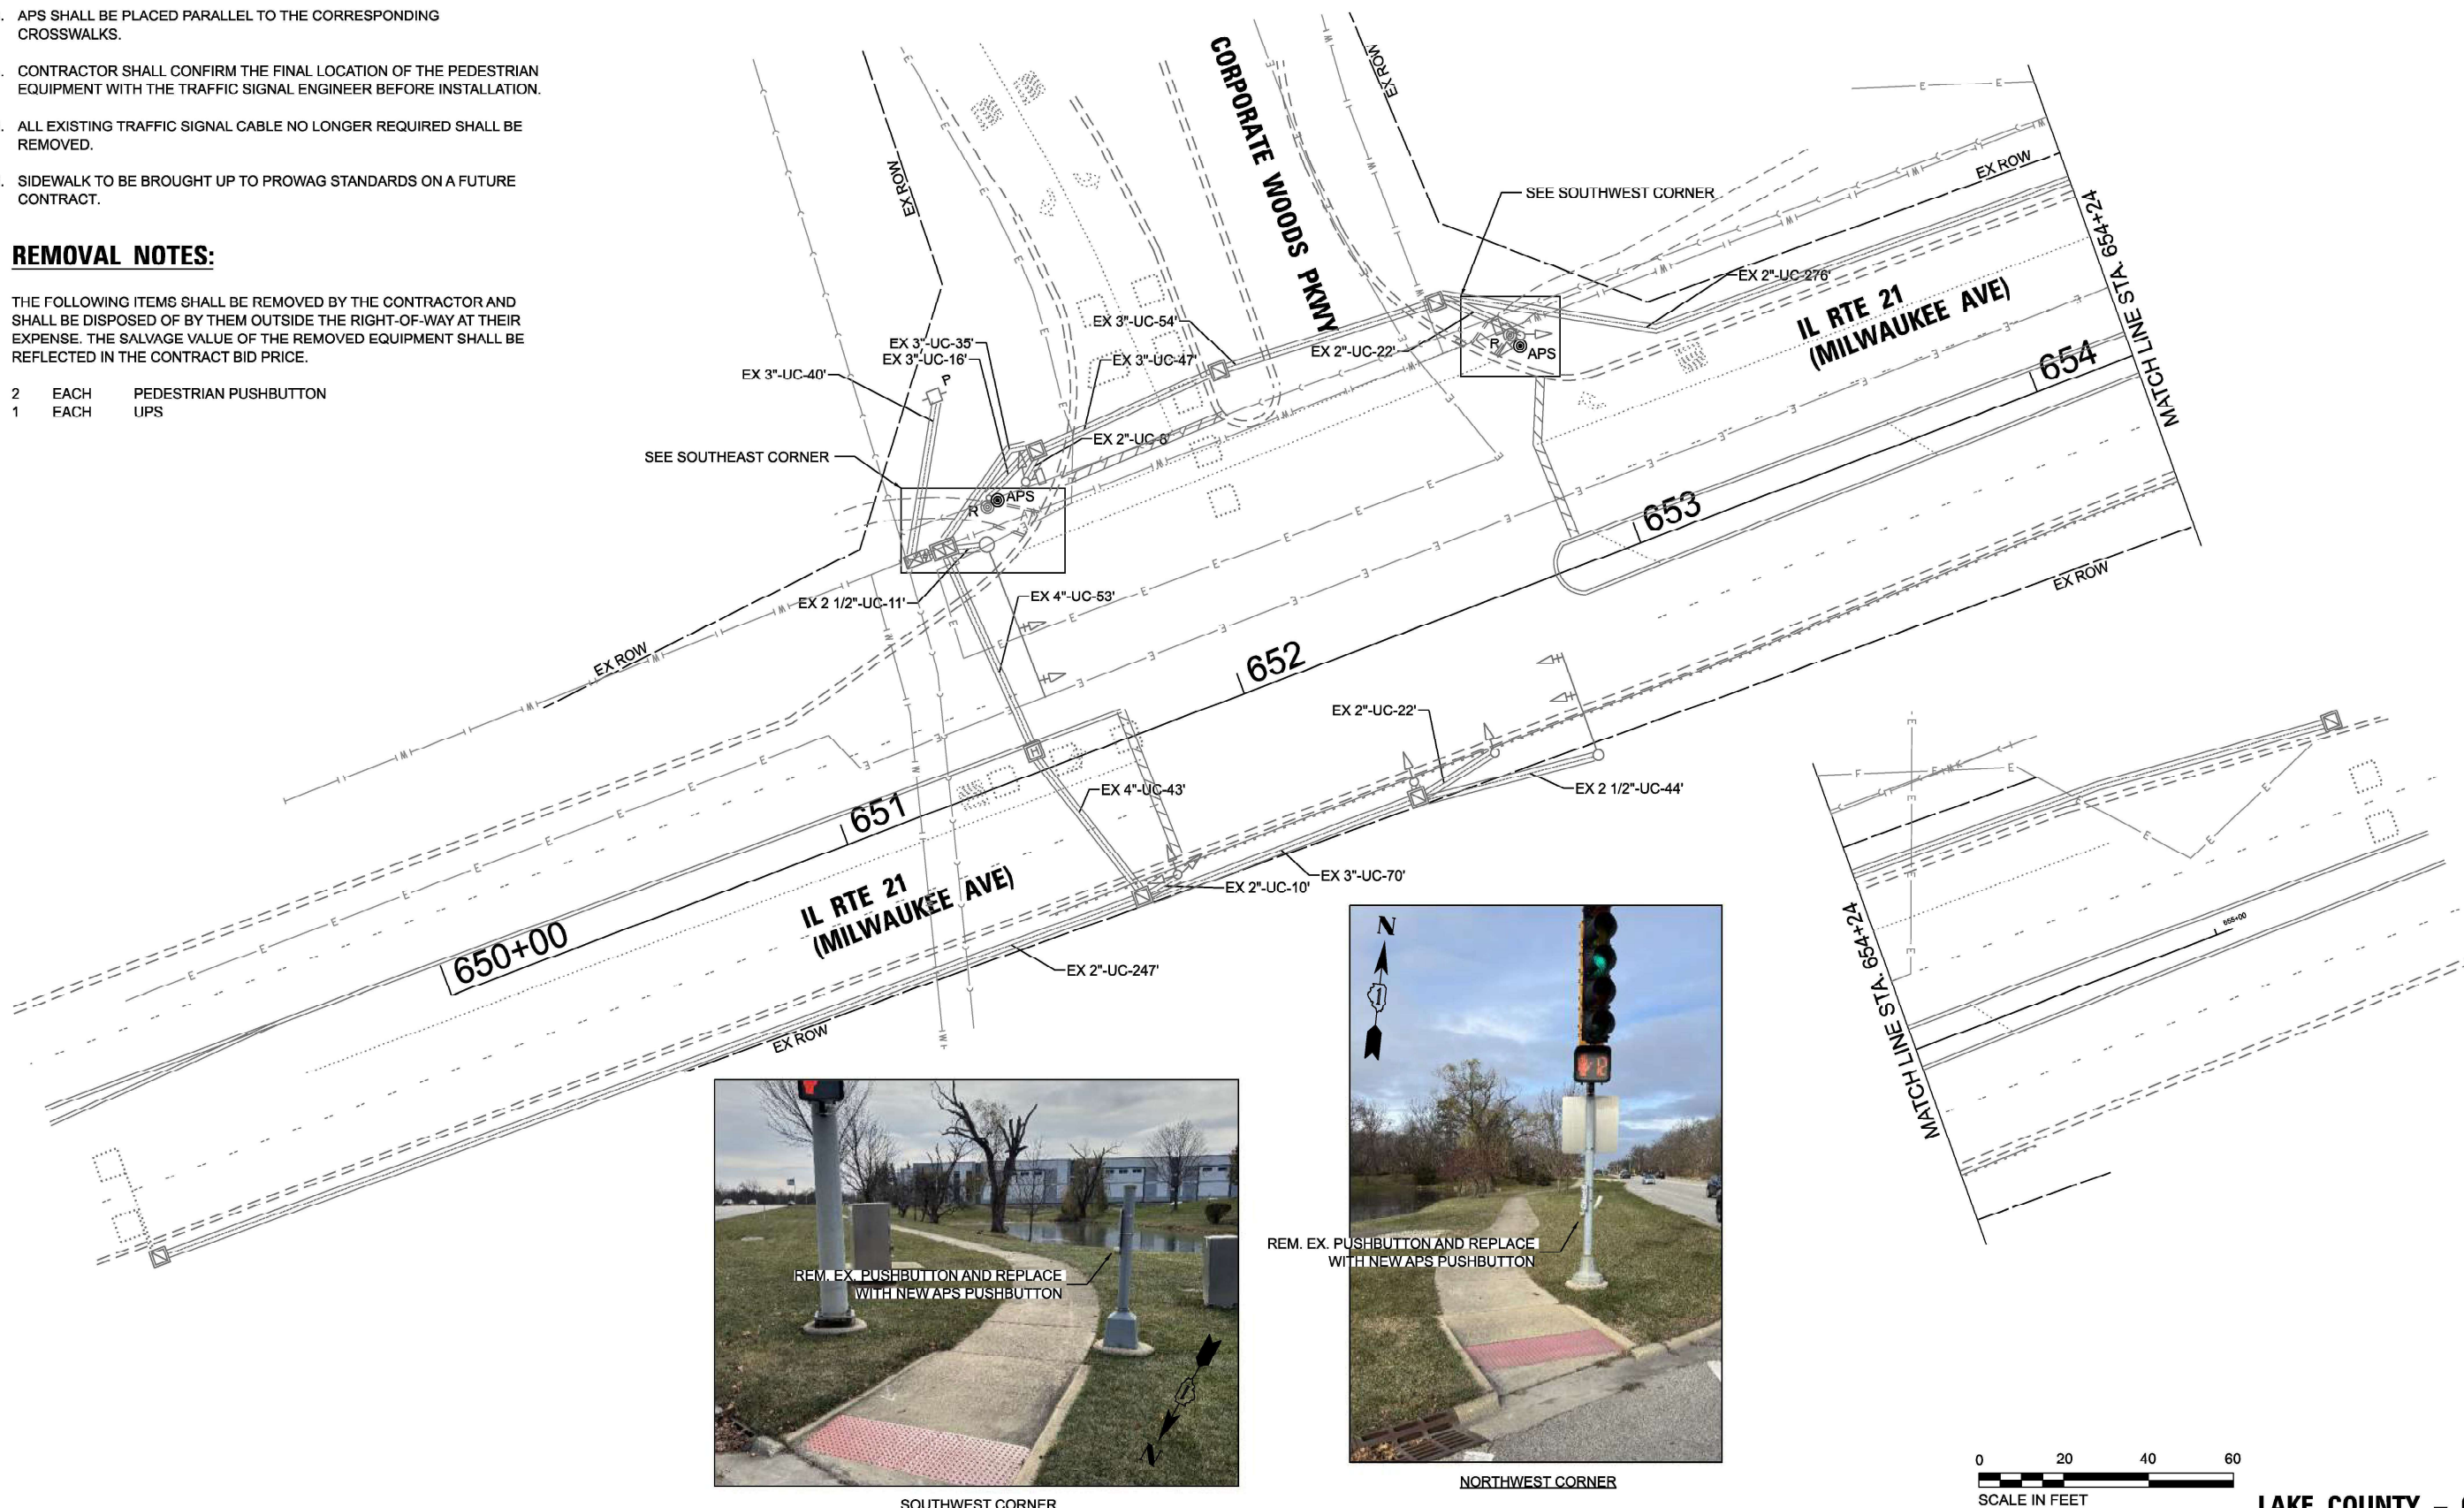 . APS SHALL BE PLACED PARALLEL TO THE CORRESPONDING
CROSSWALKS.
. CONTRACTOR SHALL CONFIRM THE FINAL LOCATION OF THE PEDESTRIAN
EQUIPMENT WITH THE TRAFFIC SIGNAL ENGINEER BEFORE INSTALLATION.
. ALL EXISTING TRAFFIC SIGNAL CABLE NO LONGER REQUIRED SHALL BE
REMOVED.
. SIDEWALK TO BE BROUGHT UP TO PROWAG STANDARDS ON A FUTURE
CONTRACT.
REMOVAL NOTES:
THE FOLLOWING ITEMS SHALL BE REMOVED BY THE CONTRACTOR AND
SHALL BE DISPOSED OF BY THEM OUTSIDE THE RIGHT-OF-WAY AT THEIR
EXPENSE. THE SALVAGE VALUE OF THE REMOVED EQUIPMENT SHALL BE
REFLECTED IN THE CONTRACT BID PRICE.
2 EACH PEDESTRIAN PUSHBUTTON
1 EACH UPS
EX ROW
CORPORATE WOODS PKWY
EX ROW
SEE SOUTHWEST CORNER
EX ROW
MATCH LINE STA. 654+24
EX 2"-UC-276'
IL RTE 21
(MILWAUKEE AVE)
EX 3"-UC-54'
EX 3"-UC-35'
EX 3"-UC-16'
EX 3"-UC-47'
EX 2"-UC-22'
R
APS
EX 3"-UC-40'
P
654
EX 2"-UC-6'
SEE SOUTHEAST CORNER
APS
R
H
653
EX 2 1/2"-UC-11'
EX 4"-UC-53'
EX ROW
EX ROW
652
EX 2"-UC-22'
H
EX 4"-UC-43'
EX 2 1/2"-UC-44'
651
EX 3"-UC-70'
EX 2"-UC-10'
IL RTE 21
(MILWAUKEE AVE)
650+00
EX 2"-UC-247'
EX ROW
MATCH LINE STA. 654+24
655+00
N
1
12
REM. EX. PUSHBUTTON AND REPLACE
WITH NEW APS PUSHBUTTON
NORTHWEST CORNER
REM. EX. PUSHBUTTON AND REPLACE
WITH NEW APS PUSHBUTTON
1
N
SOUTHWEST CORNER
0 20 40 60
SCALE IN FEET
LAKE COUNTY –